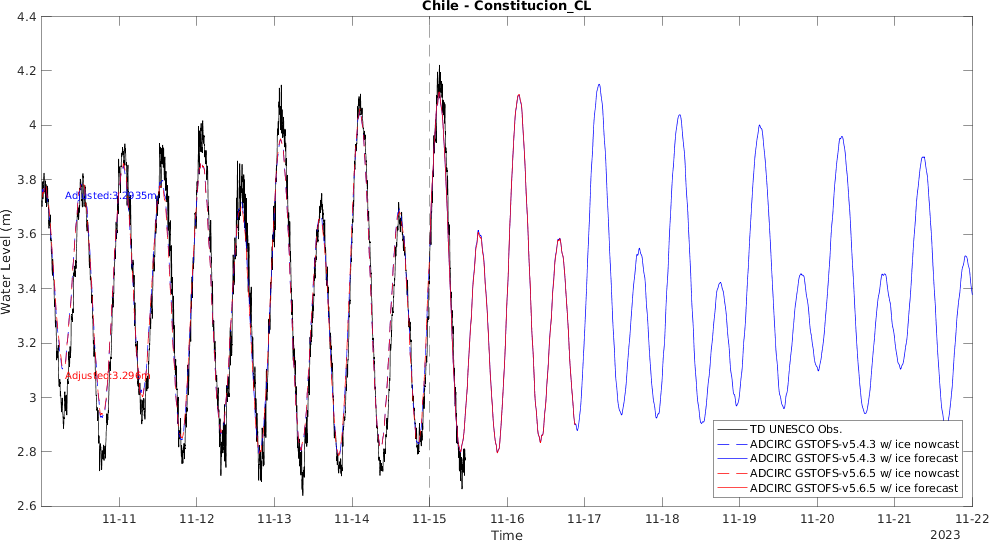 Chile - Constitucion_CL
4.4
4.2
4
3.8
3.6
3.4
3.2
3
2.8
2.6
Water Level (m)
Adjusted:3.2935m
Adjusted:3.296m
TD UNESCO Obs.
ADCIRC GSTOFS-v5.4.3 w/ ice nowcast
ADCIRC GSTOFS-v5.4.3 w/ ice forecast
ADCIRC GSTOFS-v5.6.5 w/ ice nowcast
ADCIRC GSTOFS-v5.6.5 w/ ice forecast
11-11 11-12 11-13 11-14 11-15 11-16 11-17 11-18 11-19 11-20 11-21 11-22
Time
2023